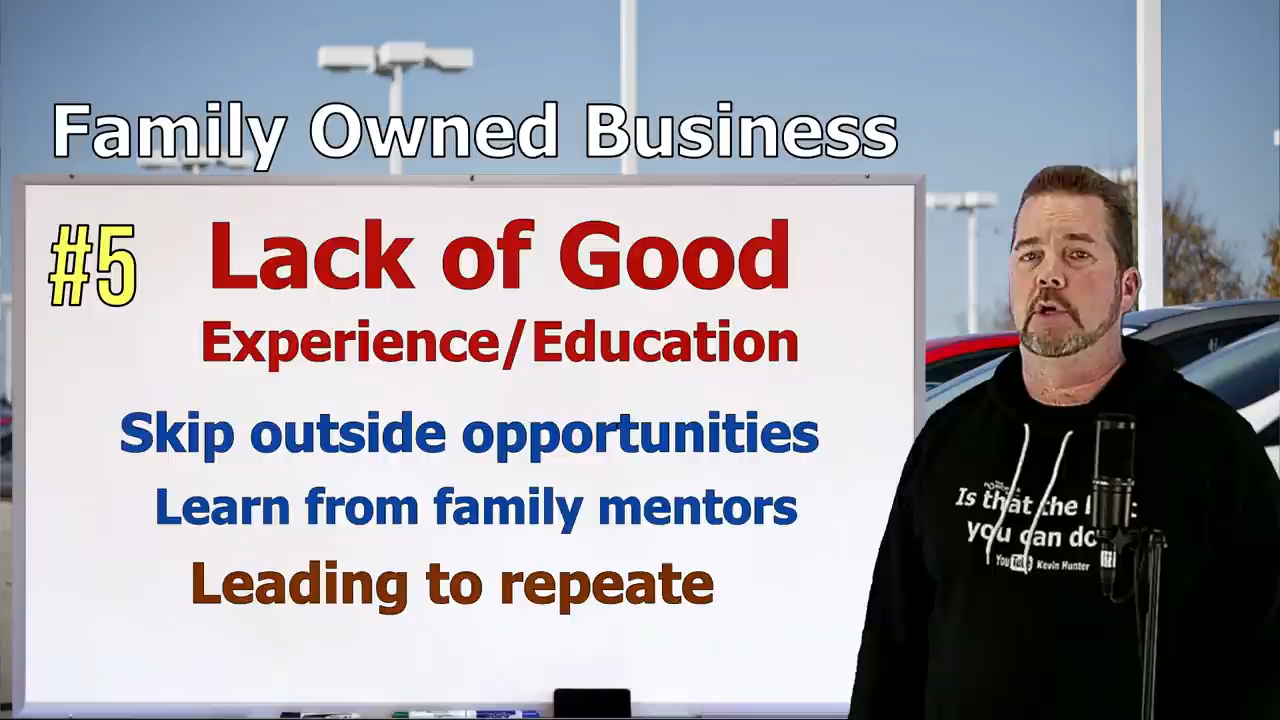 Family Owned Business
#5 Lack of Good
Experience/Education
Skip outside opportunities
Learn from family mentors
Leading to repeate
Is that the
you can do
YouTube Kevin Hunter